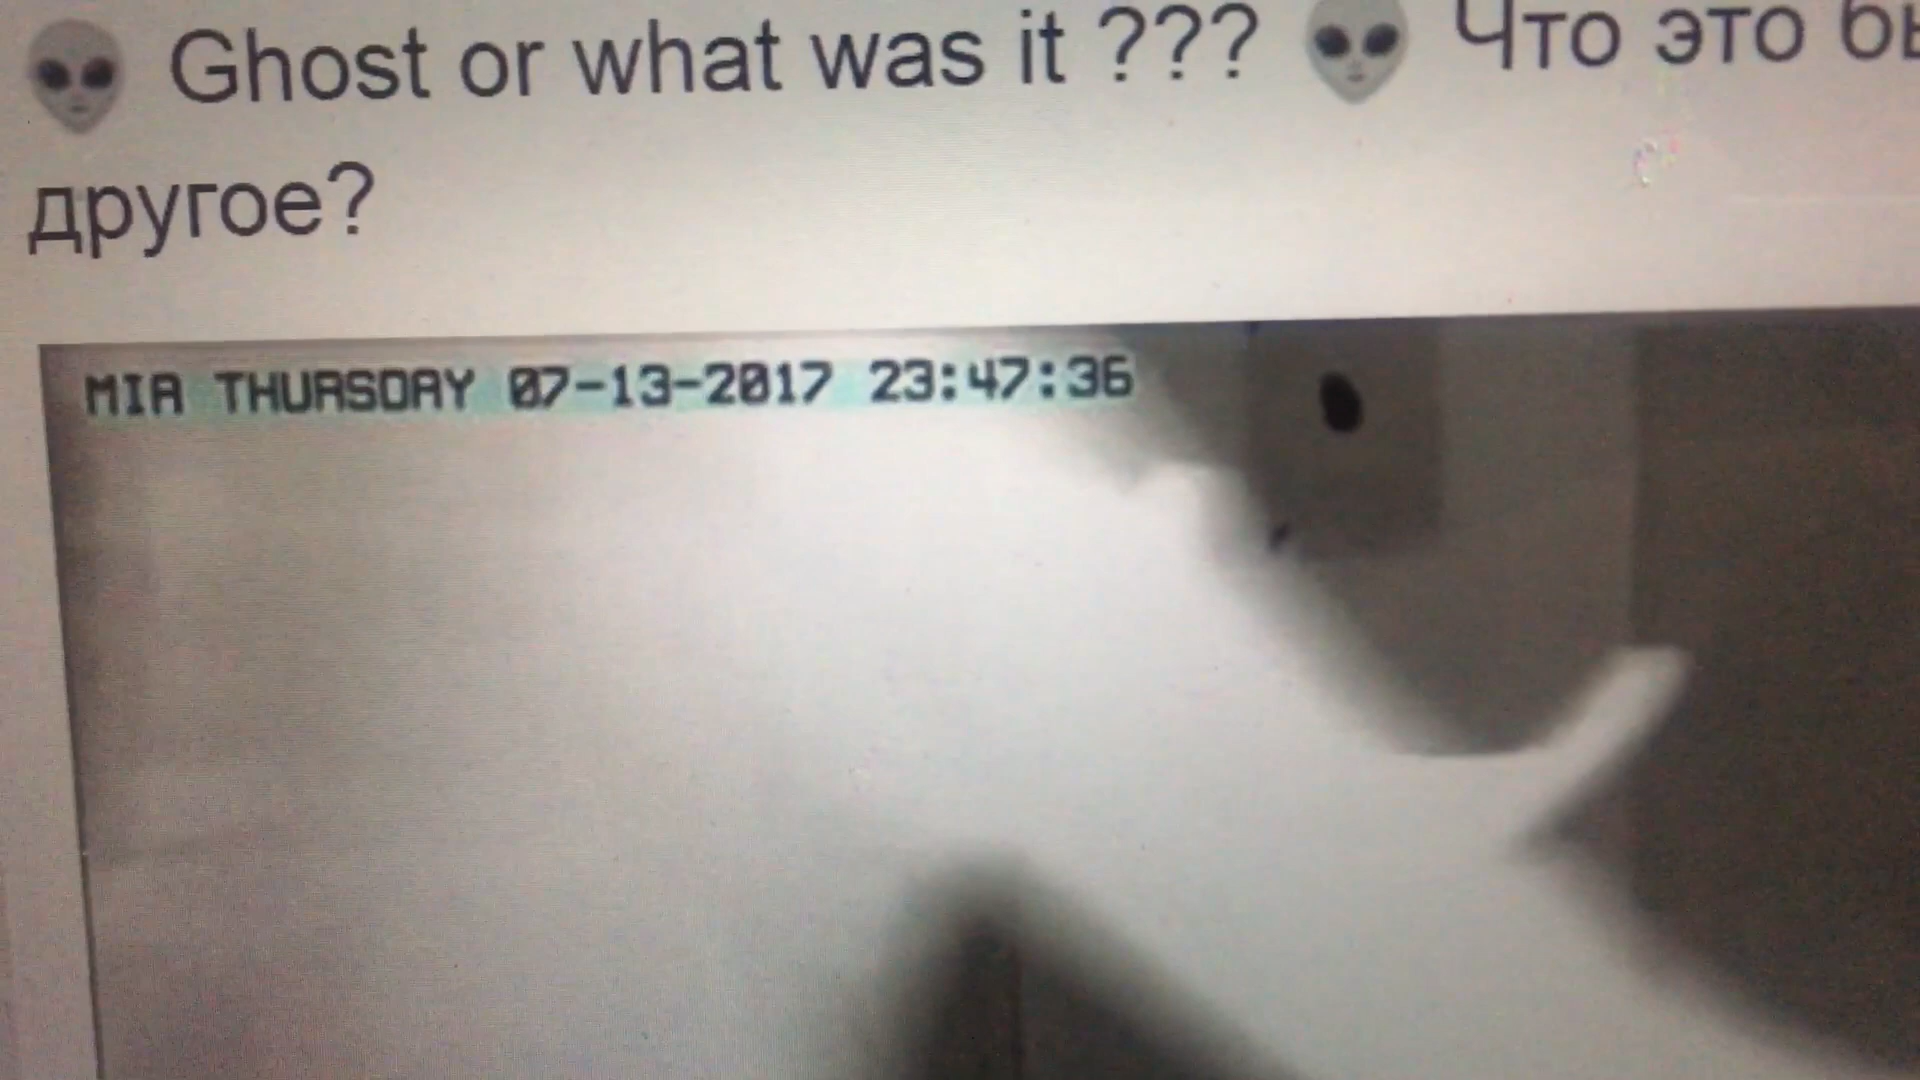 👽 Ghost or what was it ??? 👽 Что это
другое?
MIA THURSDAY 07-13-2017 23:47:36